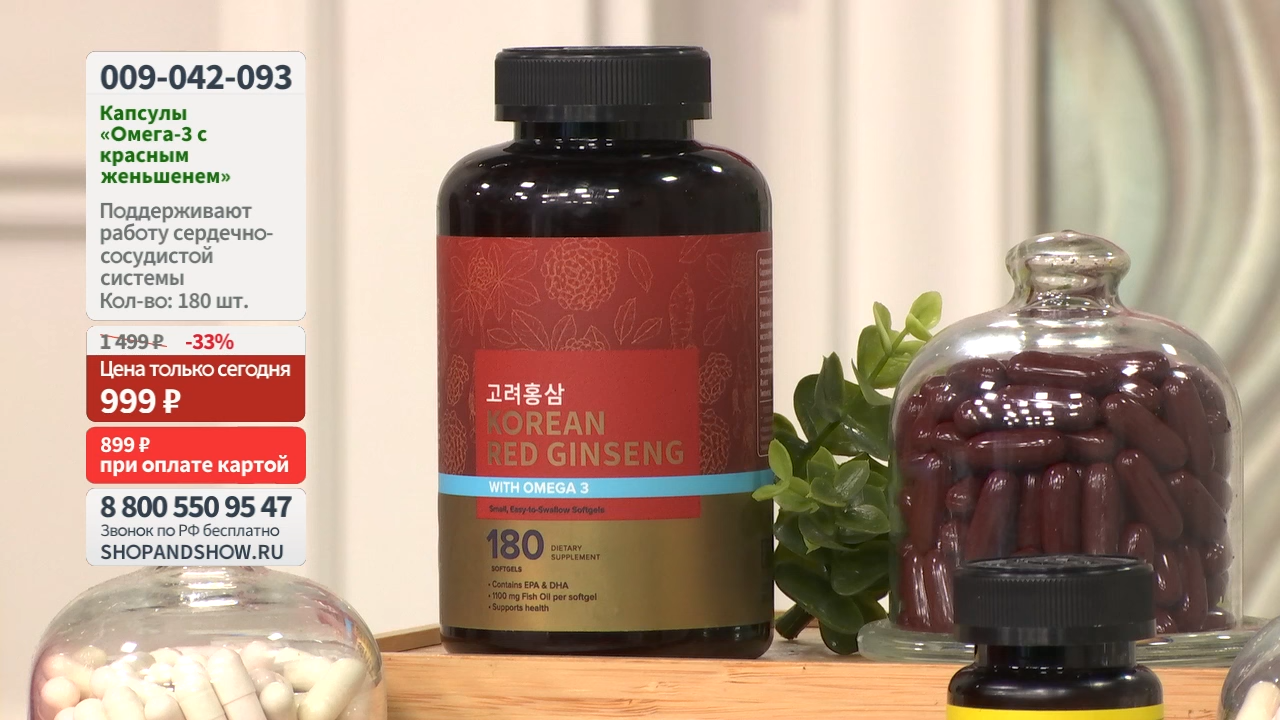 009-042-093
Капсулы
«Омега-3 с
красным
женьшенем»
Поддерживают
работу сердечно-
сосудистой
системы
Кол-во: 180 шт.
1 499 ₽ -33%
Цена только сегодня
999 ₽
899 ₽
при оплате картой
8 800 550 95 47
Звонок по РФ бесплатно
SHOPANDSHOW.RU
고려홍삼
KOREAN
RED GINSENG
WITH OMEGA 3
Small, Easy-to-Swallow Softgels
180 DIETARY
SUPPLEMENT
SOFTGELS
• Contains EPA & DHA
• 1100 mg Fish Oil per softgel
• Supports health